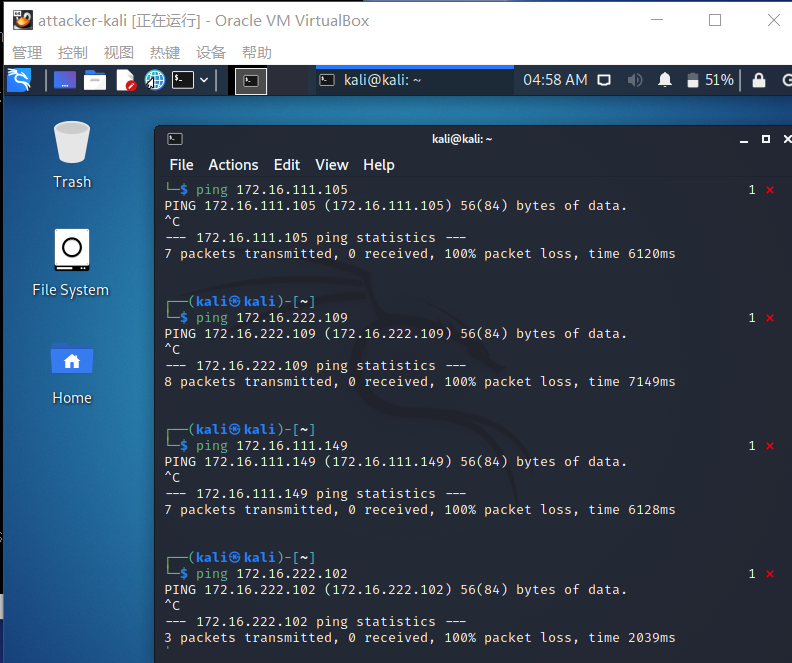 attacker-kali [正在运行] - Oracle VM VirtualBox
管理 控制 视图 热键 设备 帮助
kali@kali: ~ 04:58 AM 51%
kali@kali: ~
File Actions Edit View Help
Trash
File System
Home
└─$ ping 172.16.111.105 1 ⨯
PING 172.16.111.105 (172.16.111.105) 56(84) bytes of data.
^C
--- 172.16.111.105 ping statistics ---
7 packets transmitted, 0 received, 100% packet loss, time 6120ms
┌──(kali㉿kali)-[~]
└─$ ping 172.16.222.109 1 ⨯
PING 172.16.222.109 (172.16.222.109) 56(84) bytes of data.
^C
--- 172.16.222.109 ping statistics ---
8 packets transmitted, 0 received, 100% packet loss, time 7149ms
┌──(kali㉿kali)-[~]
└─$ ping 172.16.111.149 1 ⨯
PING 172.16.111.149 (172.16.111.149) 56(84) bytes of data.
^C
--- 172.16.111.149 ping statistics ---
7 packets transmitted, 0 received, 100% packet loss, time 6128ms
┌──(kali㉿kali)-[~]
└─$ ping 172.16.222.102 1 ⨯
PING 172.16.222.102 (172.16.222.102) 56(84) bytes of data.
^C
--- 172.16.222.102 ping statistics ---
3 packets transmitted, 0 received, 100% packet loss, time 2039ms